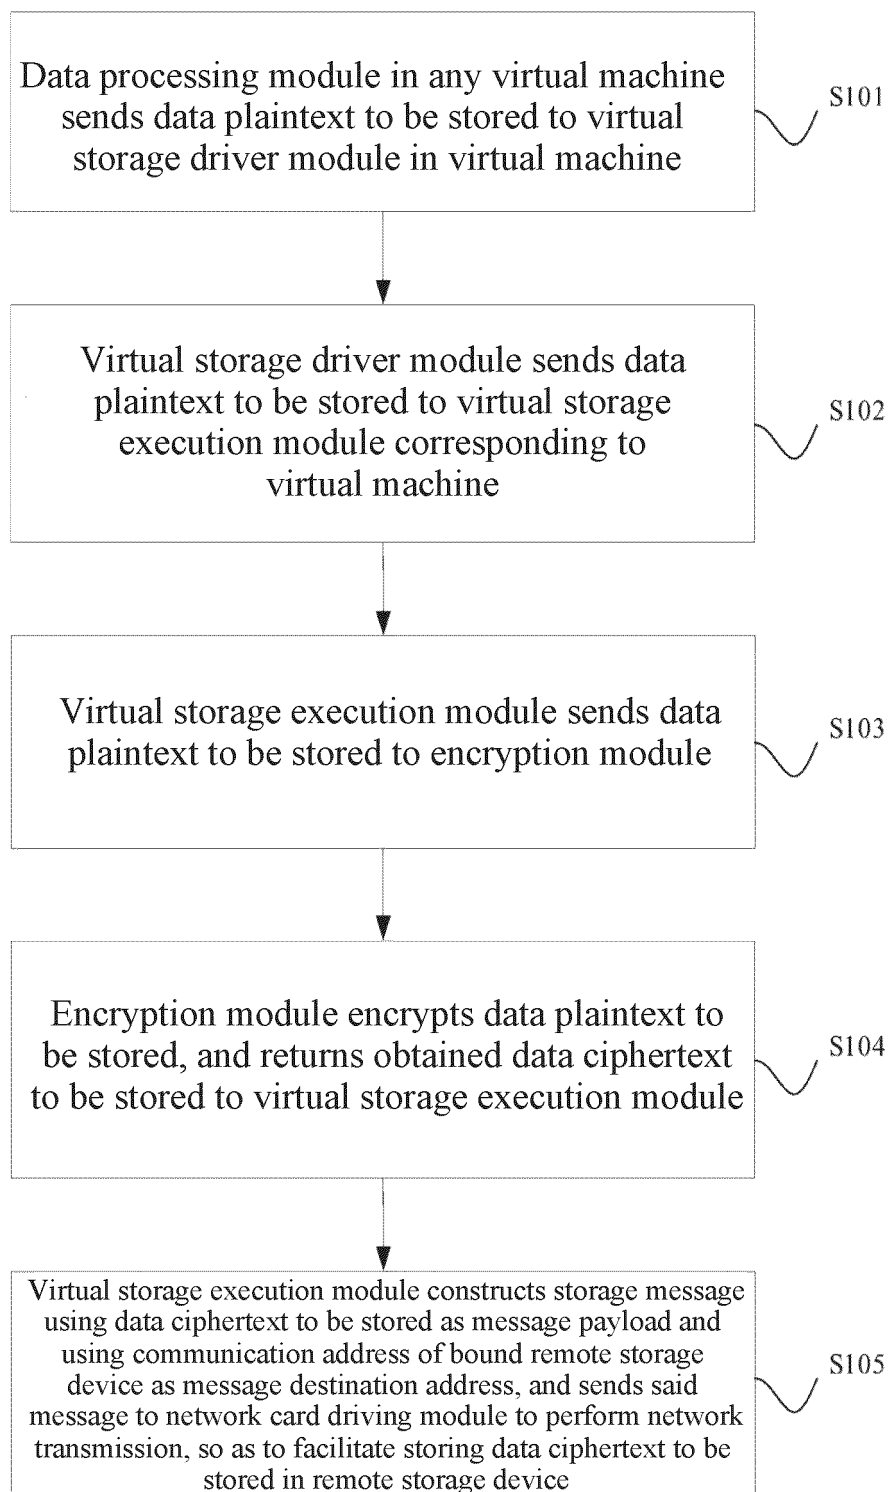 Data processing module in any virtual machine
sends data plaintext to be stored to virtual
storage driver module in virtual machine
S101
Virtual storage driver module sends data
plaintext to be stored to virtual storage
execution module corresponding to
virtual machine
S102
Virtual storage execution module sends data
plaintext to be stored to encryption module
S103
Encryption module encrypts data plaintext to
be stored, and returns obtained data ciphertext
to be stored to virtual storage execution module
S104
Virtual storage execution module constructs storage message
using data ciphertext to be stored as message payload and
using communication address of bound remote storage
device as message destination address, and sends said
message to network card driving module to perform network
transmission, so as to facilitate storing data ciphertext to be
stored in remote storage device
S105